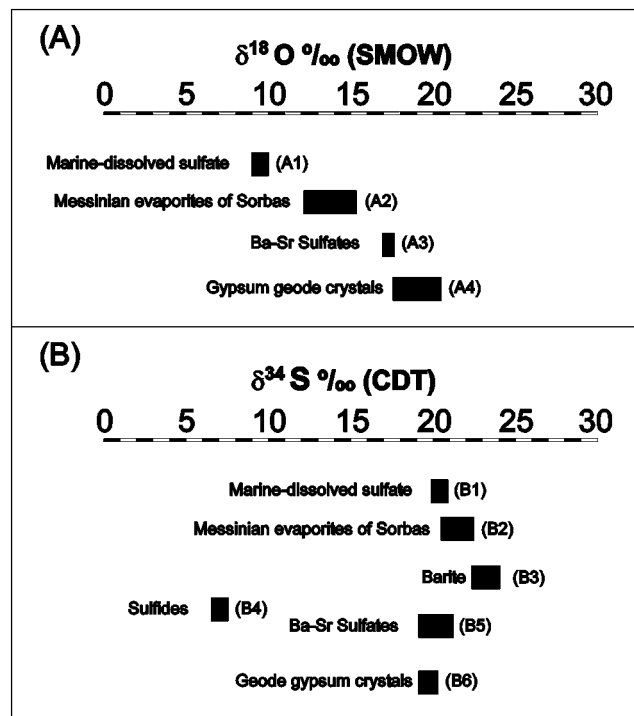 (A)
δ¹⁸ O º/₀₀ (SMOW)
0 5 10 15 20 25 30
Marine-dissolved sulfate (A1)
Messinian evaporites of Sorbas (A2)
Ba-Sr Sulfates (A3)
Gypsum geode crystals (A4)
(B)
δ³⁴ S º/₀₀ (CDT)
0 5 10 15 20 25 30
Marine-dissolved sulfate (B1)
Messinian evaporites of Sorbas (B2)
Barite (B3)
Sulfides (B4)
Ba-Sr Sulfates (B5)
Geode gypsum crystals (B6)